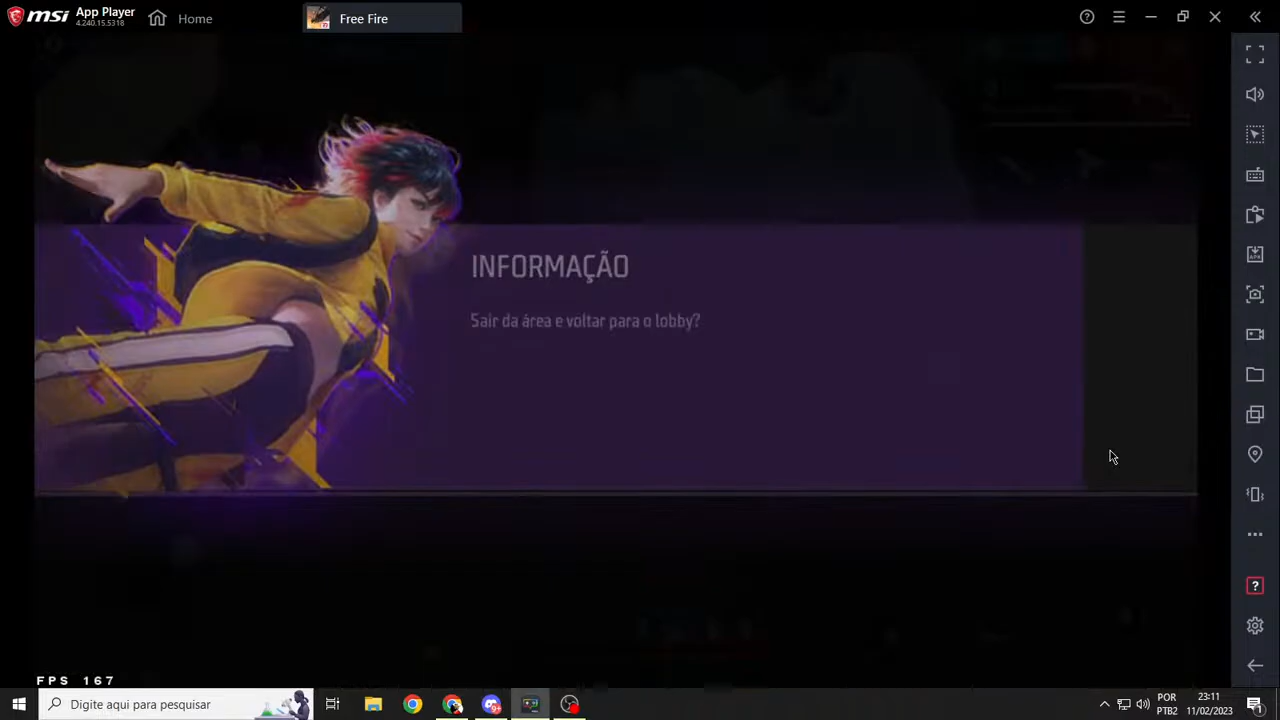 msi App Player
4.240.15.5318
Home
Free Fire
INFORMAÇÃO
Sair da área e voltar para o lobby?
FPS 167
Digite aqui para pesquisar
POR
PTB2
23:11
11/02/2023